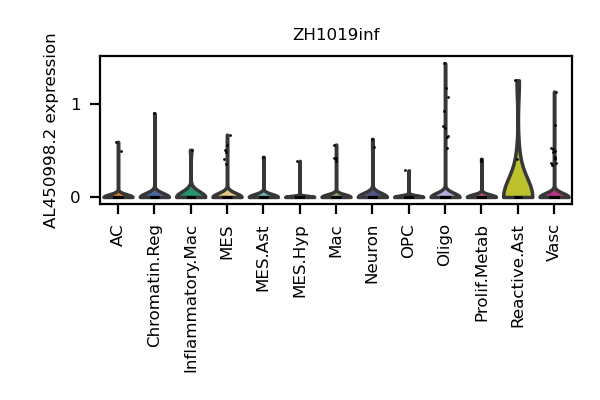 ZH1019inf
AL450998.2 expression
1
0
AC
Chromatin.Reg
Inflammatory.Mac
MES
MES.Ast
MES.Hyp
Mac
Neuron
OPC
Oligo
Prolif.Metab
Reactive.Ast
Vasc